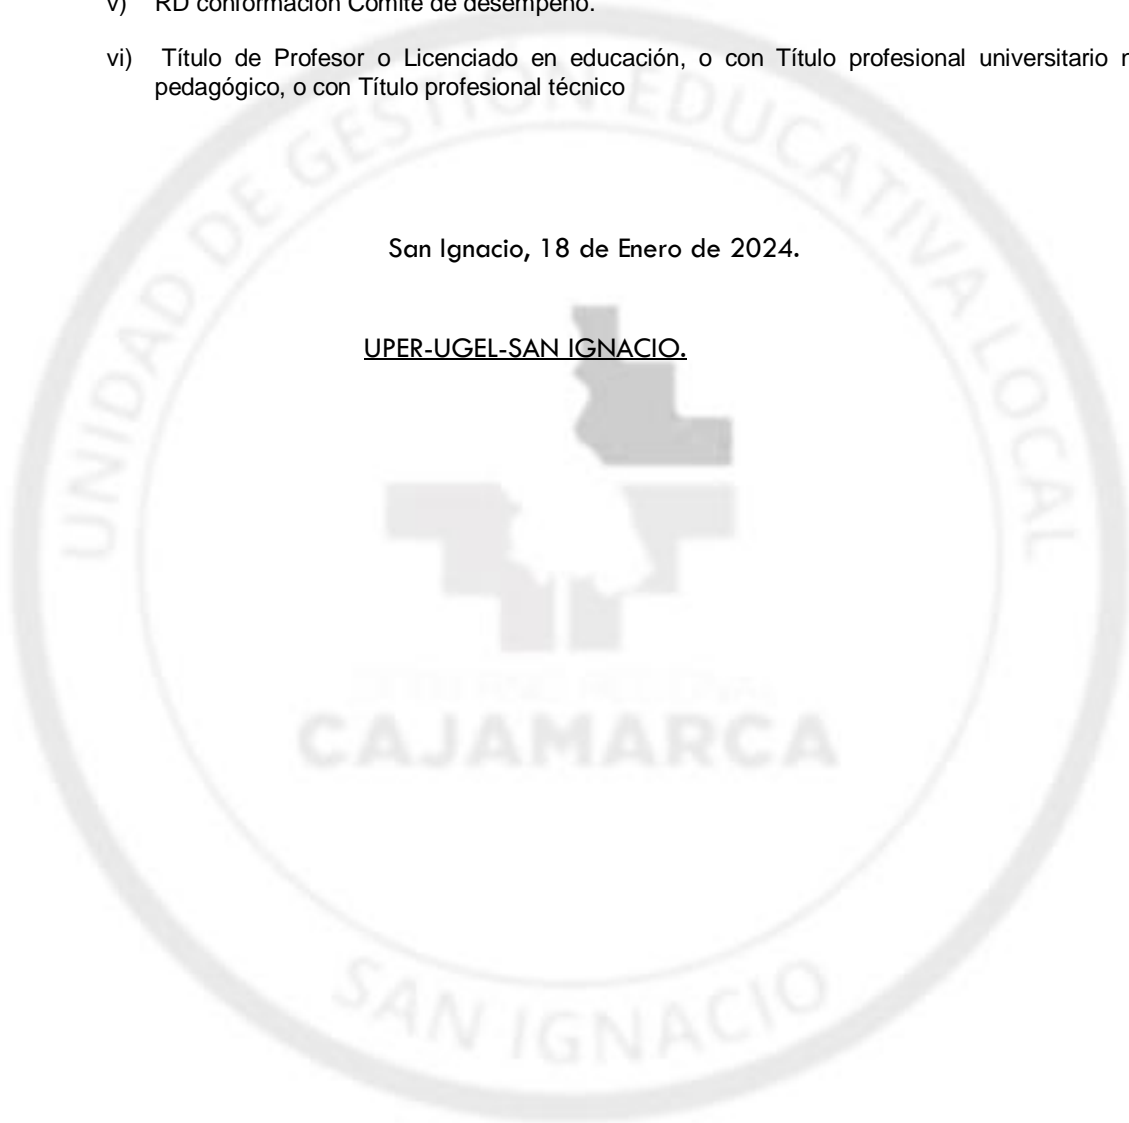 v) RD conformación Comité de desempeño.
vi) Título de Profesor o Licenciado en educación, o con Título profesional universitario
pedagógico, o con Título profesional técnico
San Ignacio, 18 de Enero de 2024.
UPER-UGEL-SAN IGNACIO.
UNIDAD DE GESTIÓN EDUCATIVA LOCAL
GOBIERNO REGIONAL
CAJAMARCA
SAN IGNACIO